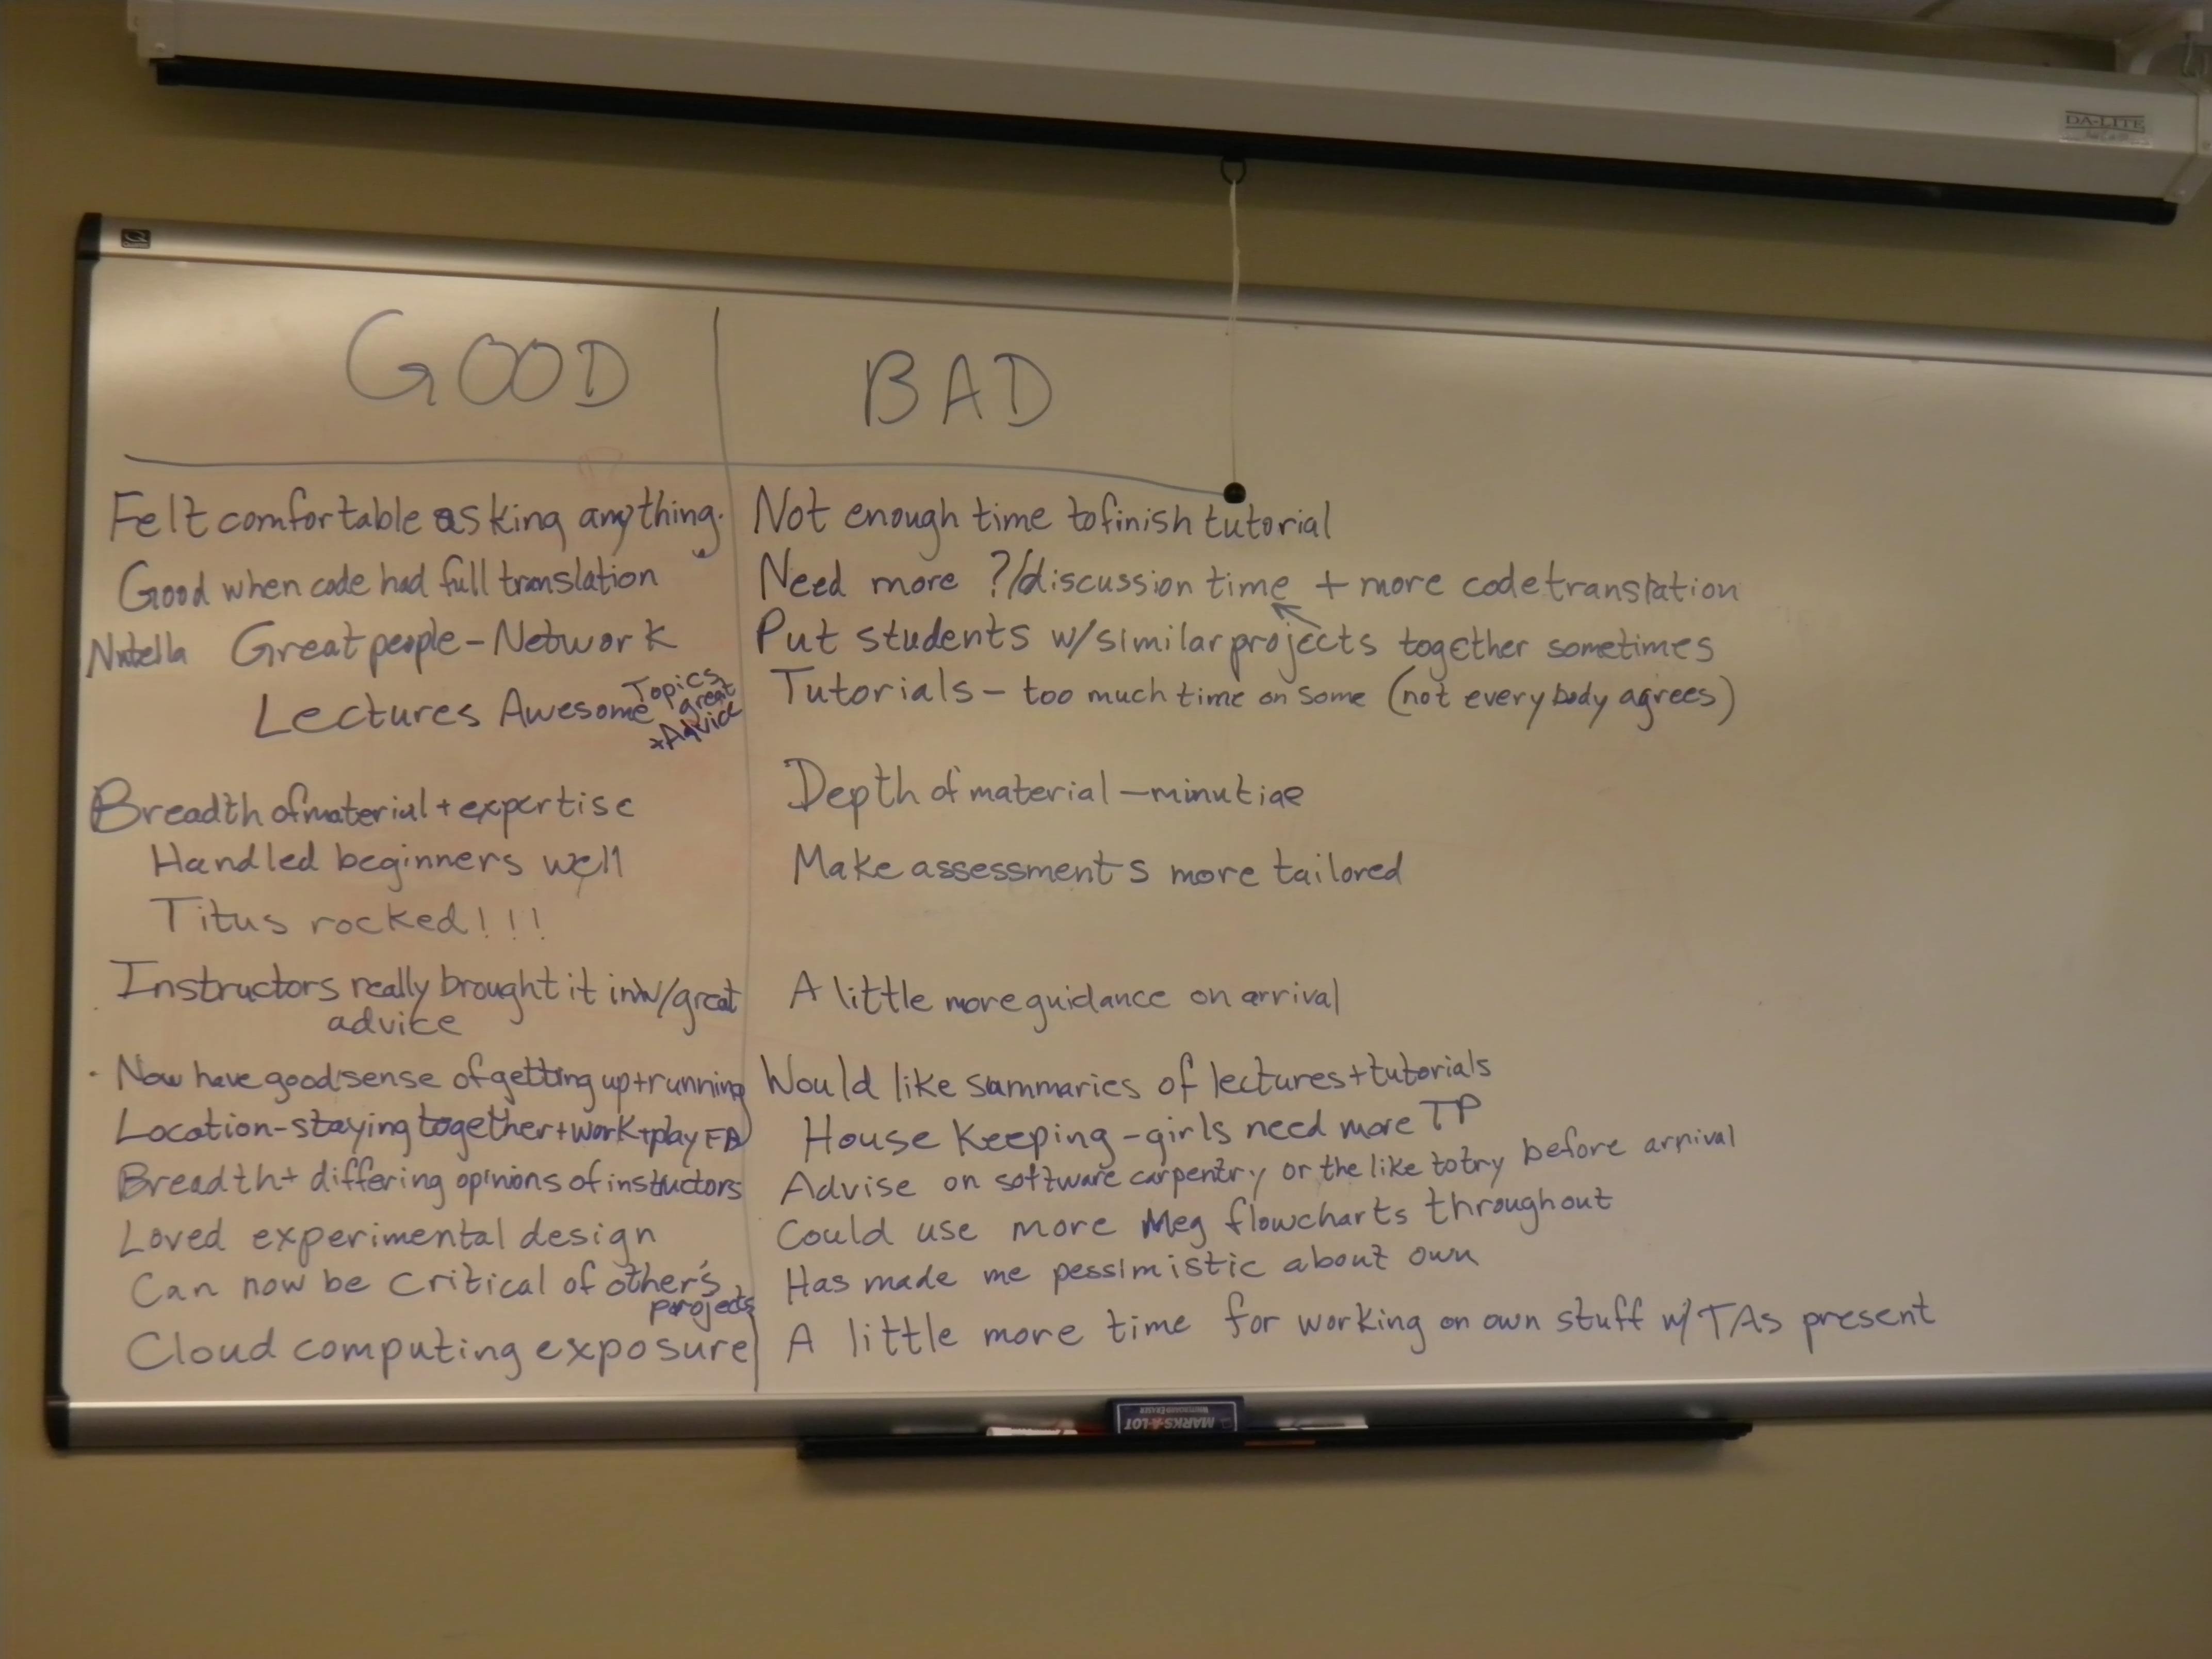 DA-LITE
GOOD
BAD
Felt comfortable asking anything.
Good when code had full translation
Nutella Great people - Network
Lectures Awesome Topics great + Advice
Breadth of material + expertise
Handled beginners well
Titus rocked!!!
Instructors really brought it in w/great
advice
Now have good sense of getting up+running
Location-staying together+work+play
Breadth+ differing opinions of instructors
Loved experimental design
Can now be critical of other's
projects
Cloud computing exposure
Not enough time to finish tutorial
Need more ?/discussion time + more code translation
Put students w/similar projects together sometimes
Tutorials - too much time on some (not everybody agrees)
Depth of material - minutiae
Make assessments more tailored
A little more guidance on arrival
Would like summaries of lectures+tutorials
House Keeping - girls need more TP
Advise on software carpentry or the like to try before arrival
Could use more Meg flowcharts throughout
Has made me pessimistic about own
A little more time for working on own stuff w/ TAs present
MARKS-A-LOT